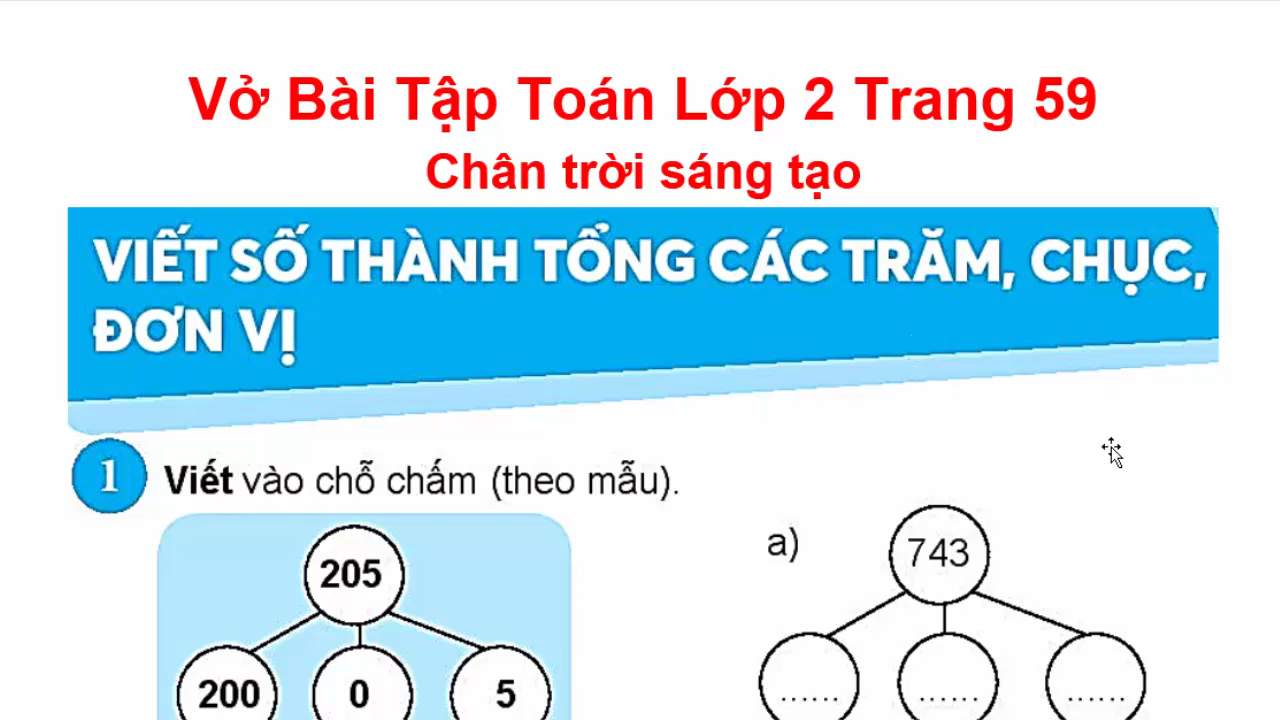 Vở Bài Tập Toán Lớp 2 Trang 59
Chân trời sáng tạo
VIẾT SỐ THÀNH TỔNG CÁC TRĂM, CHỤC,
ĐƠN VỊ
1 Viết vào chỗ chấm (theo mẫu).
205
200 0 5
a) 743
...... ...... ......